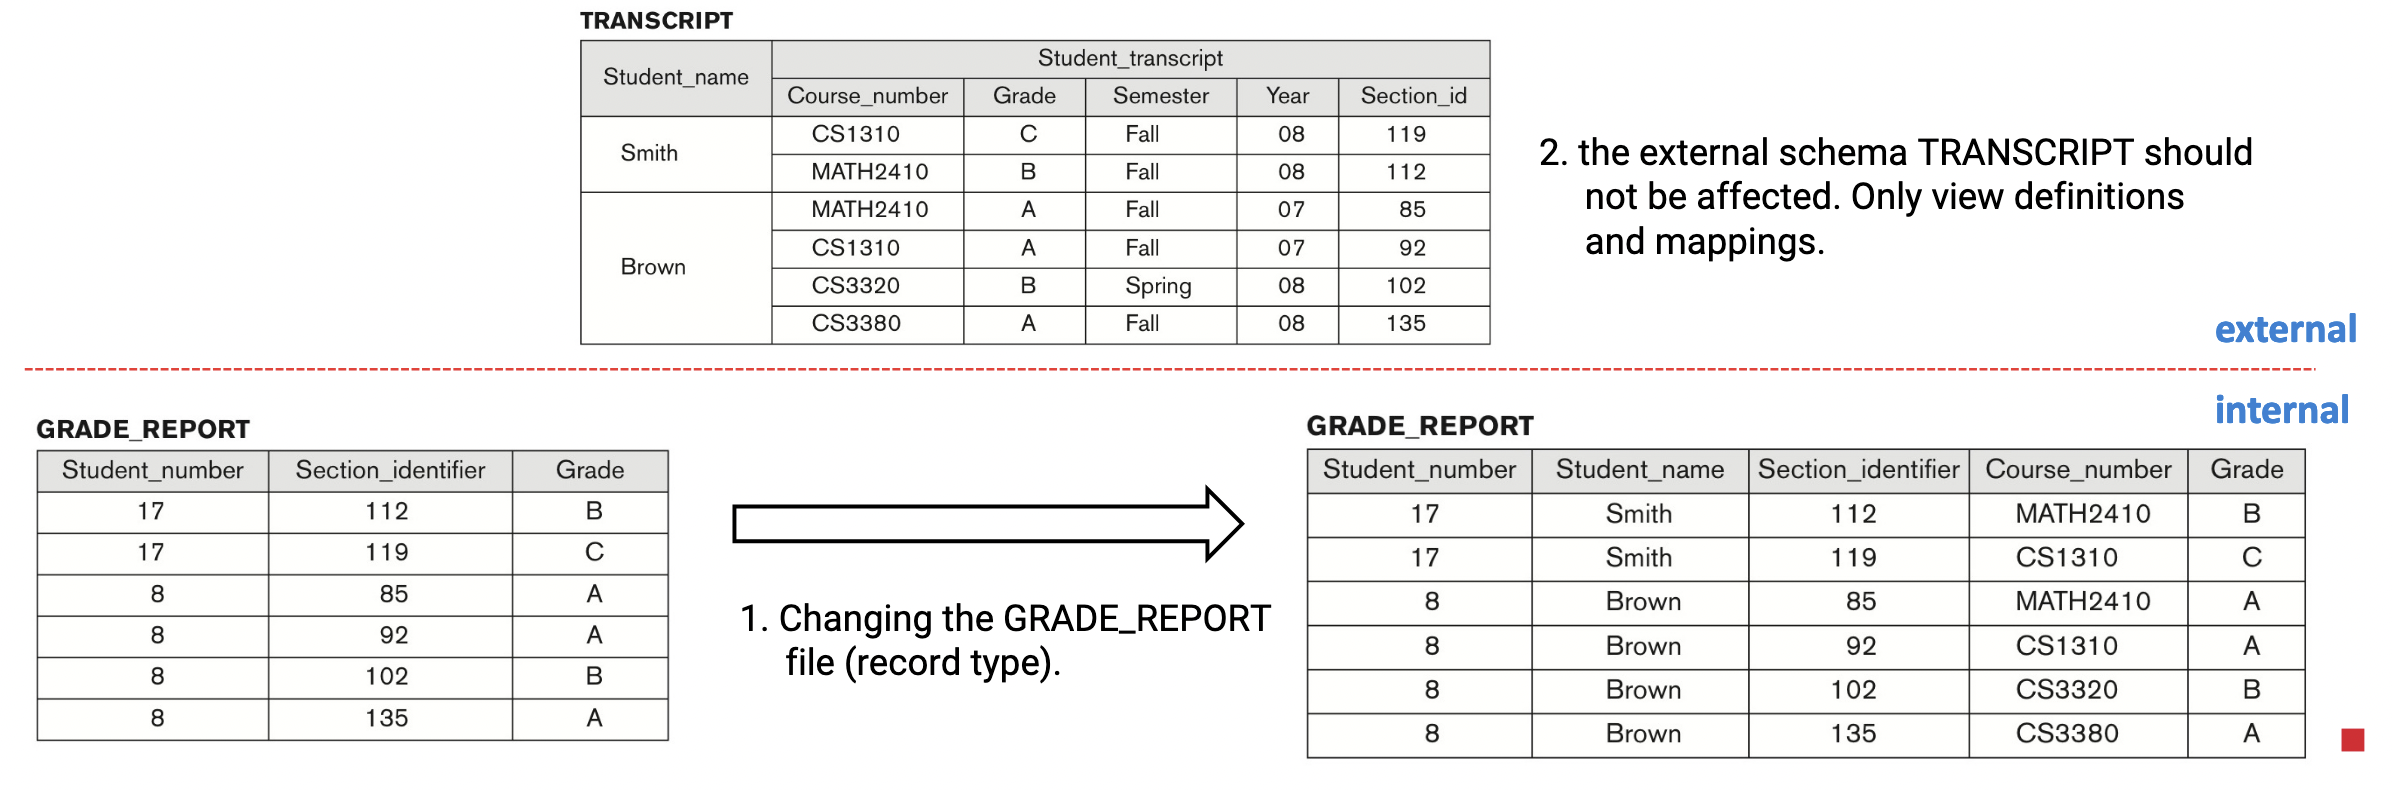 TRANSCRIPT
Student_name Student_transcript
Course_number Grade Semester Year Section_id
Smith CS1310 C Fall 08 119
MATH2410 B Fall 08 112
Brown MATH2410 A Fall 07 85
CS1310 A Fall 07 92
CS3320 B Spring 08 102
CS3380 A Fall 08 135
2. the external schema TRANSCRIPT should
not be affected. Only view definitions
and mappings.
external
internal
GRADE_REPORT
Student_number Section_identifier Grade
17 112 B
17 119 C
8 85 A
8 92 A
8 102 B
8 135 A
1. Changing the GRADE_REPORT
file (record type).
GRADE_REPORT
Student_number Student_name Section_identifier Course_number Grade
17 Smith 112 MATH2410 B
17 Smith 119 CS1310 C
8 Brown 85 MATH2410 A
8 Brown 92 CS1310 A
8 Brown 102 CS3320 B
8 Brown 135 CS3380 A